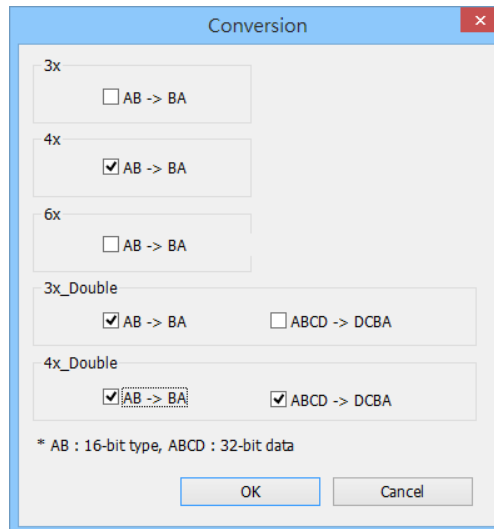 Conversion
3x
AB -> BA
4x
AB -> BA
6x
AB -> BA
3x_Double
AB -> BA ABCD -> DCBA
4x_Double
AB -> BA ABCD -> DCBA
* AB : 16-bit type, ABCD : 32-bit data
OK Cancel